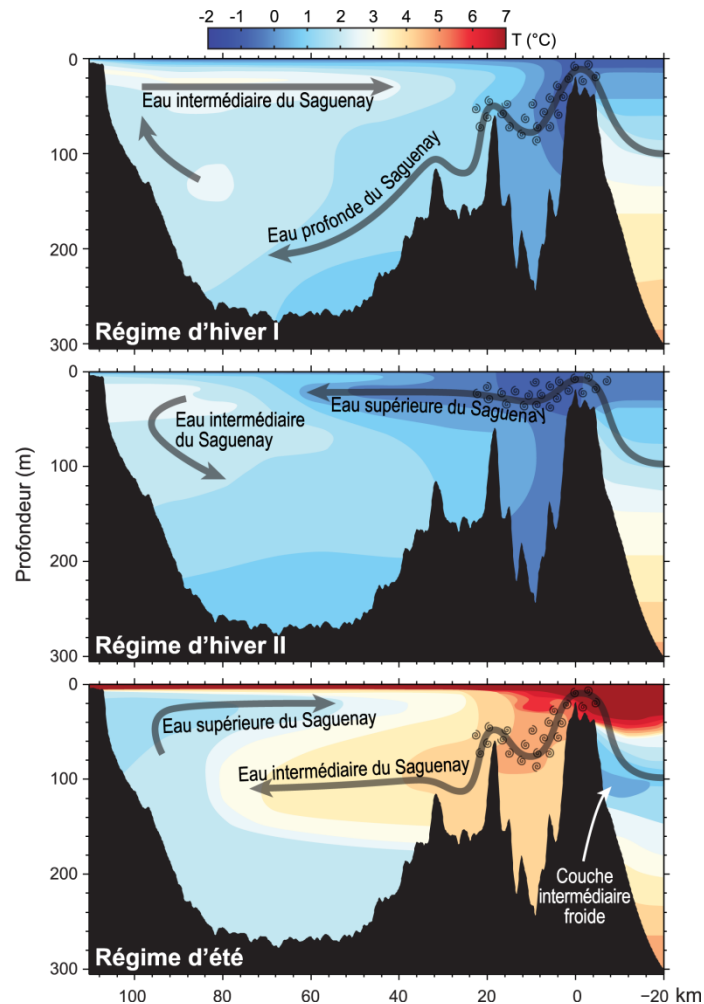 -2 -1 0 1 2 3 4 5 6 7
T (°C)
0
100
200
300
Eau intermédiaire du Saguenay
Eau profonde du Saguenay
Régime d'hiver I
Profondeur (m)
0
100
200
300
Eau intermédiaire
du Saguenay
Eau supérieure du Saguenay
Régime d'hiver II
0
100
200
300
Eau supérieure du Saguenay
Eau intermédiaire du Saguenay
Couche
intermédiaire
froide
Régime d'été
100 80 60 40 20 0 −20 km